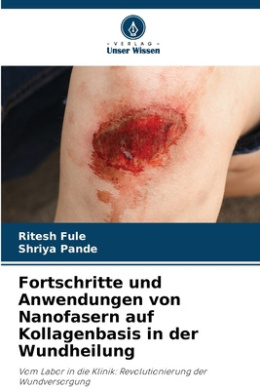 VERLAG
Unser Wissen
Ritesh Fule
Shriya Pande
Fortschritte und
Anwendungen von
Nanofasern auf
Kollagenbasis in der
Wundheilung
Vom Labor in die Klinik: Revolutionierung der
Wundversorgung